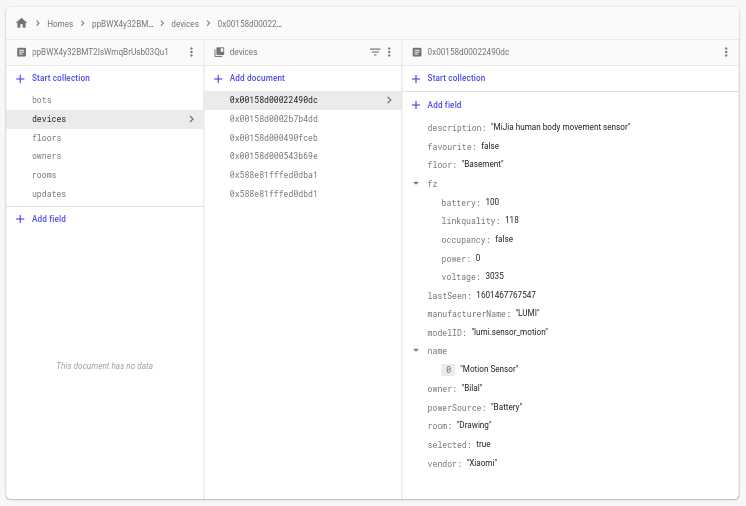 Homes > ppBWX4y32BM... > devices > 0x00158d00022...
ppBWX4y32BMT2IsWmqBrUsb03Qu1
Start collection
bots
devices
floors
owners
rooms
updates
Add field
This document has no data
devices
Add document
0x00158d00022490dc
0x00158d0002b7b4dd
0x00158d000490fceb
0x00158d000543b69e
0x588e81fffed0dba1
0x588e81fffed0dbd1
0x00158d00022490dc
Start collection
Add field
description: "MiJia human body movement sensor"
favourite: false
floor: "Basement"
fz
battery: 100
linkquality: 118
occupancy: false
power: 0
voltage: 3035
lastSeen: 1601467767547
manufacturerName: "LUMI"
modelID: "lumi.sensor_motion"
name
0 "Motion Sensor"
owner: "Bilal"
powerSource: "Battery"
room: "Drawing"
selected: true
vendor: "Xiaomi"